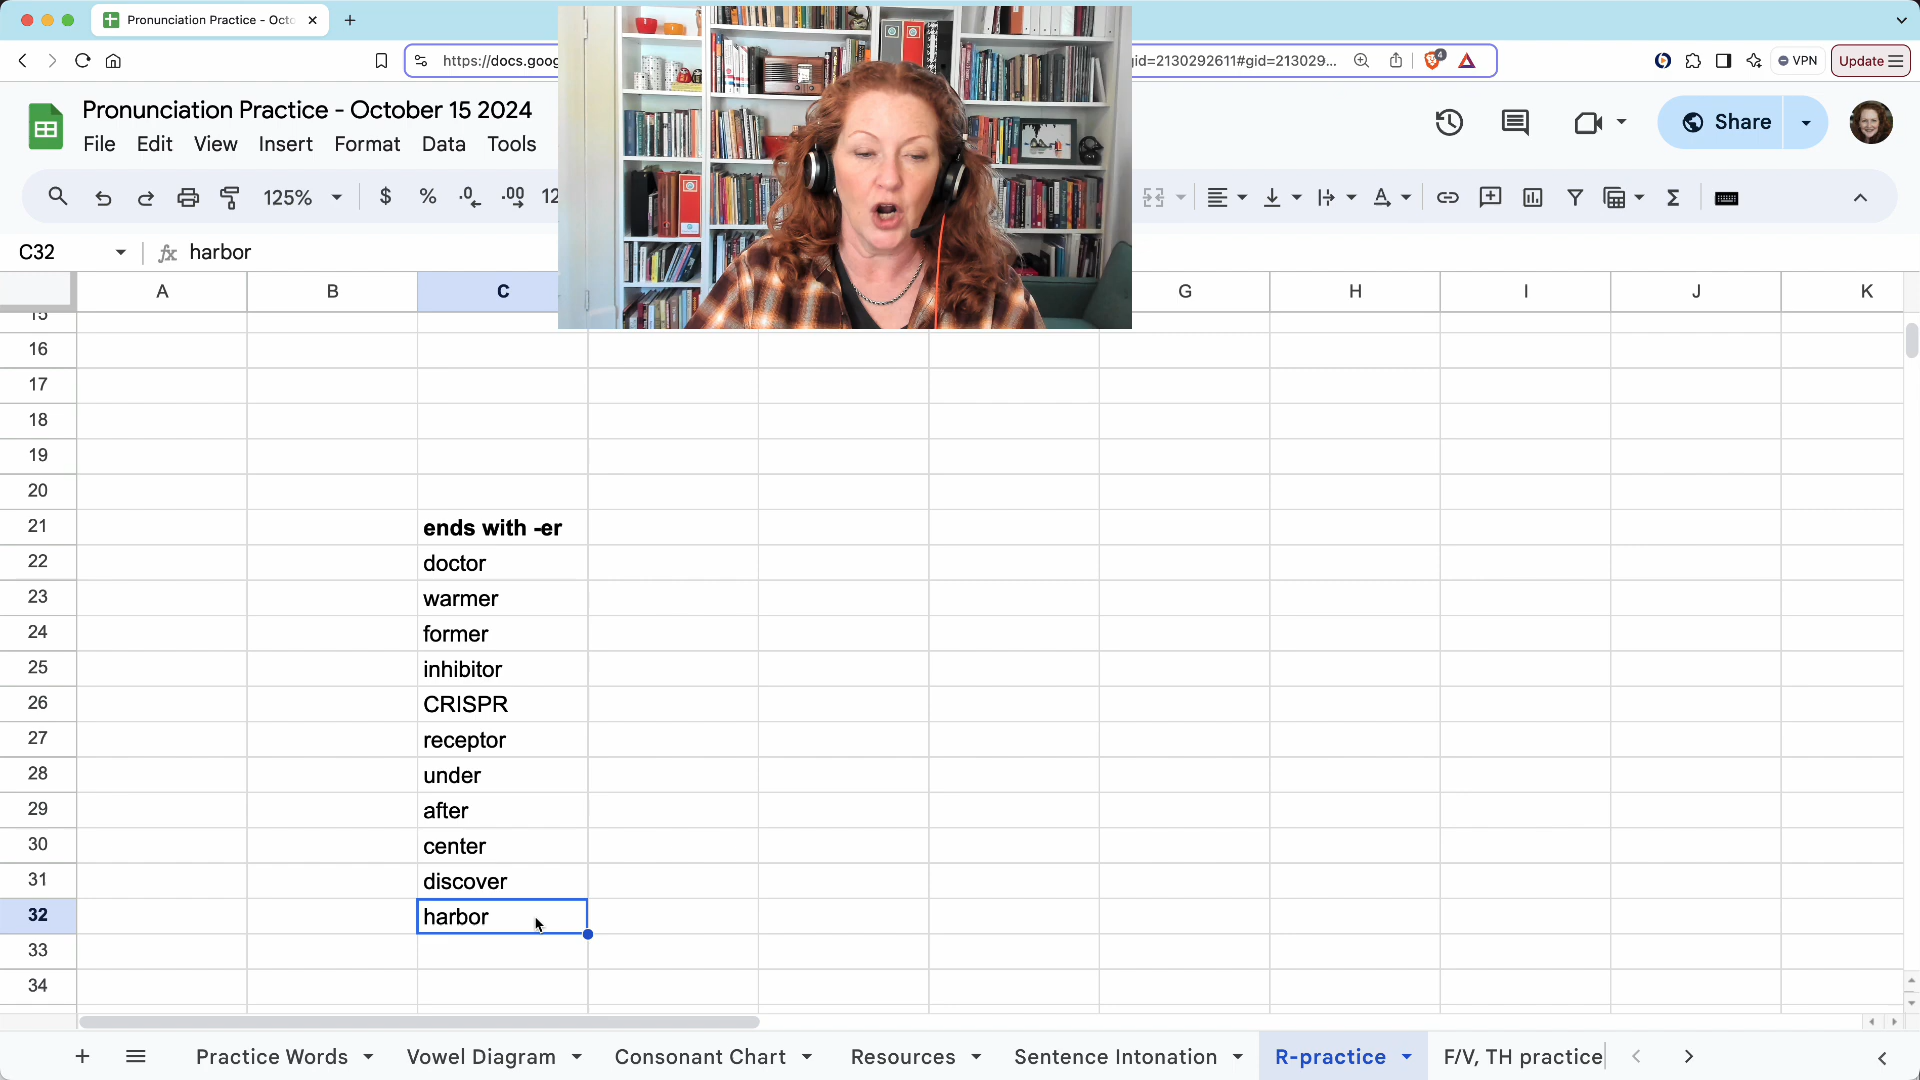 Pronunciation Practice - Octo
https://docs.goog
gid=2130292611#gid=213029...
4
VPN
Update
Pronunciation Practice - October 15 2024
File Edit View Insert Format Data Tools
Share
125% $ % .0 .00 12
C32 fx harbor
A B C G H I J K
15
16
17
18
19
20
21 ends with -er
22 doctor
23 warmer
24 former
25 inhibitor
26 CRISPR
27 receptor
28 under
29 after
30 center
31 discover
32 harbor
33
34
Practice Words Vowel Diagram Consonant Chart Resources Sentence Intonation R-practice F/V, TH practice